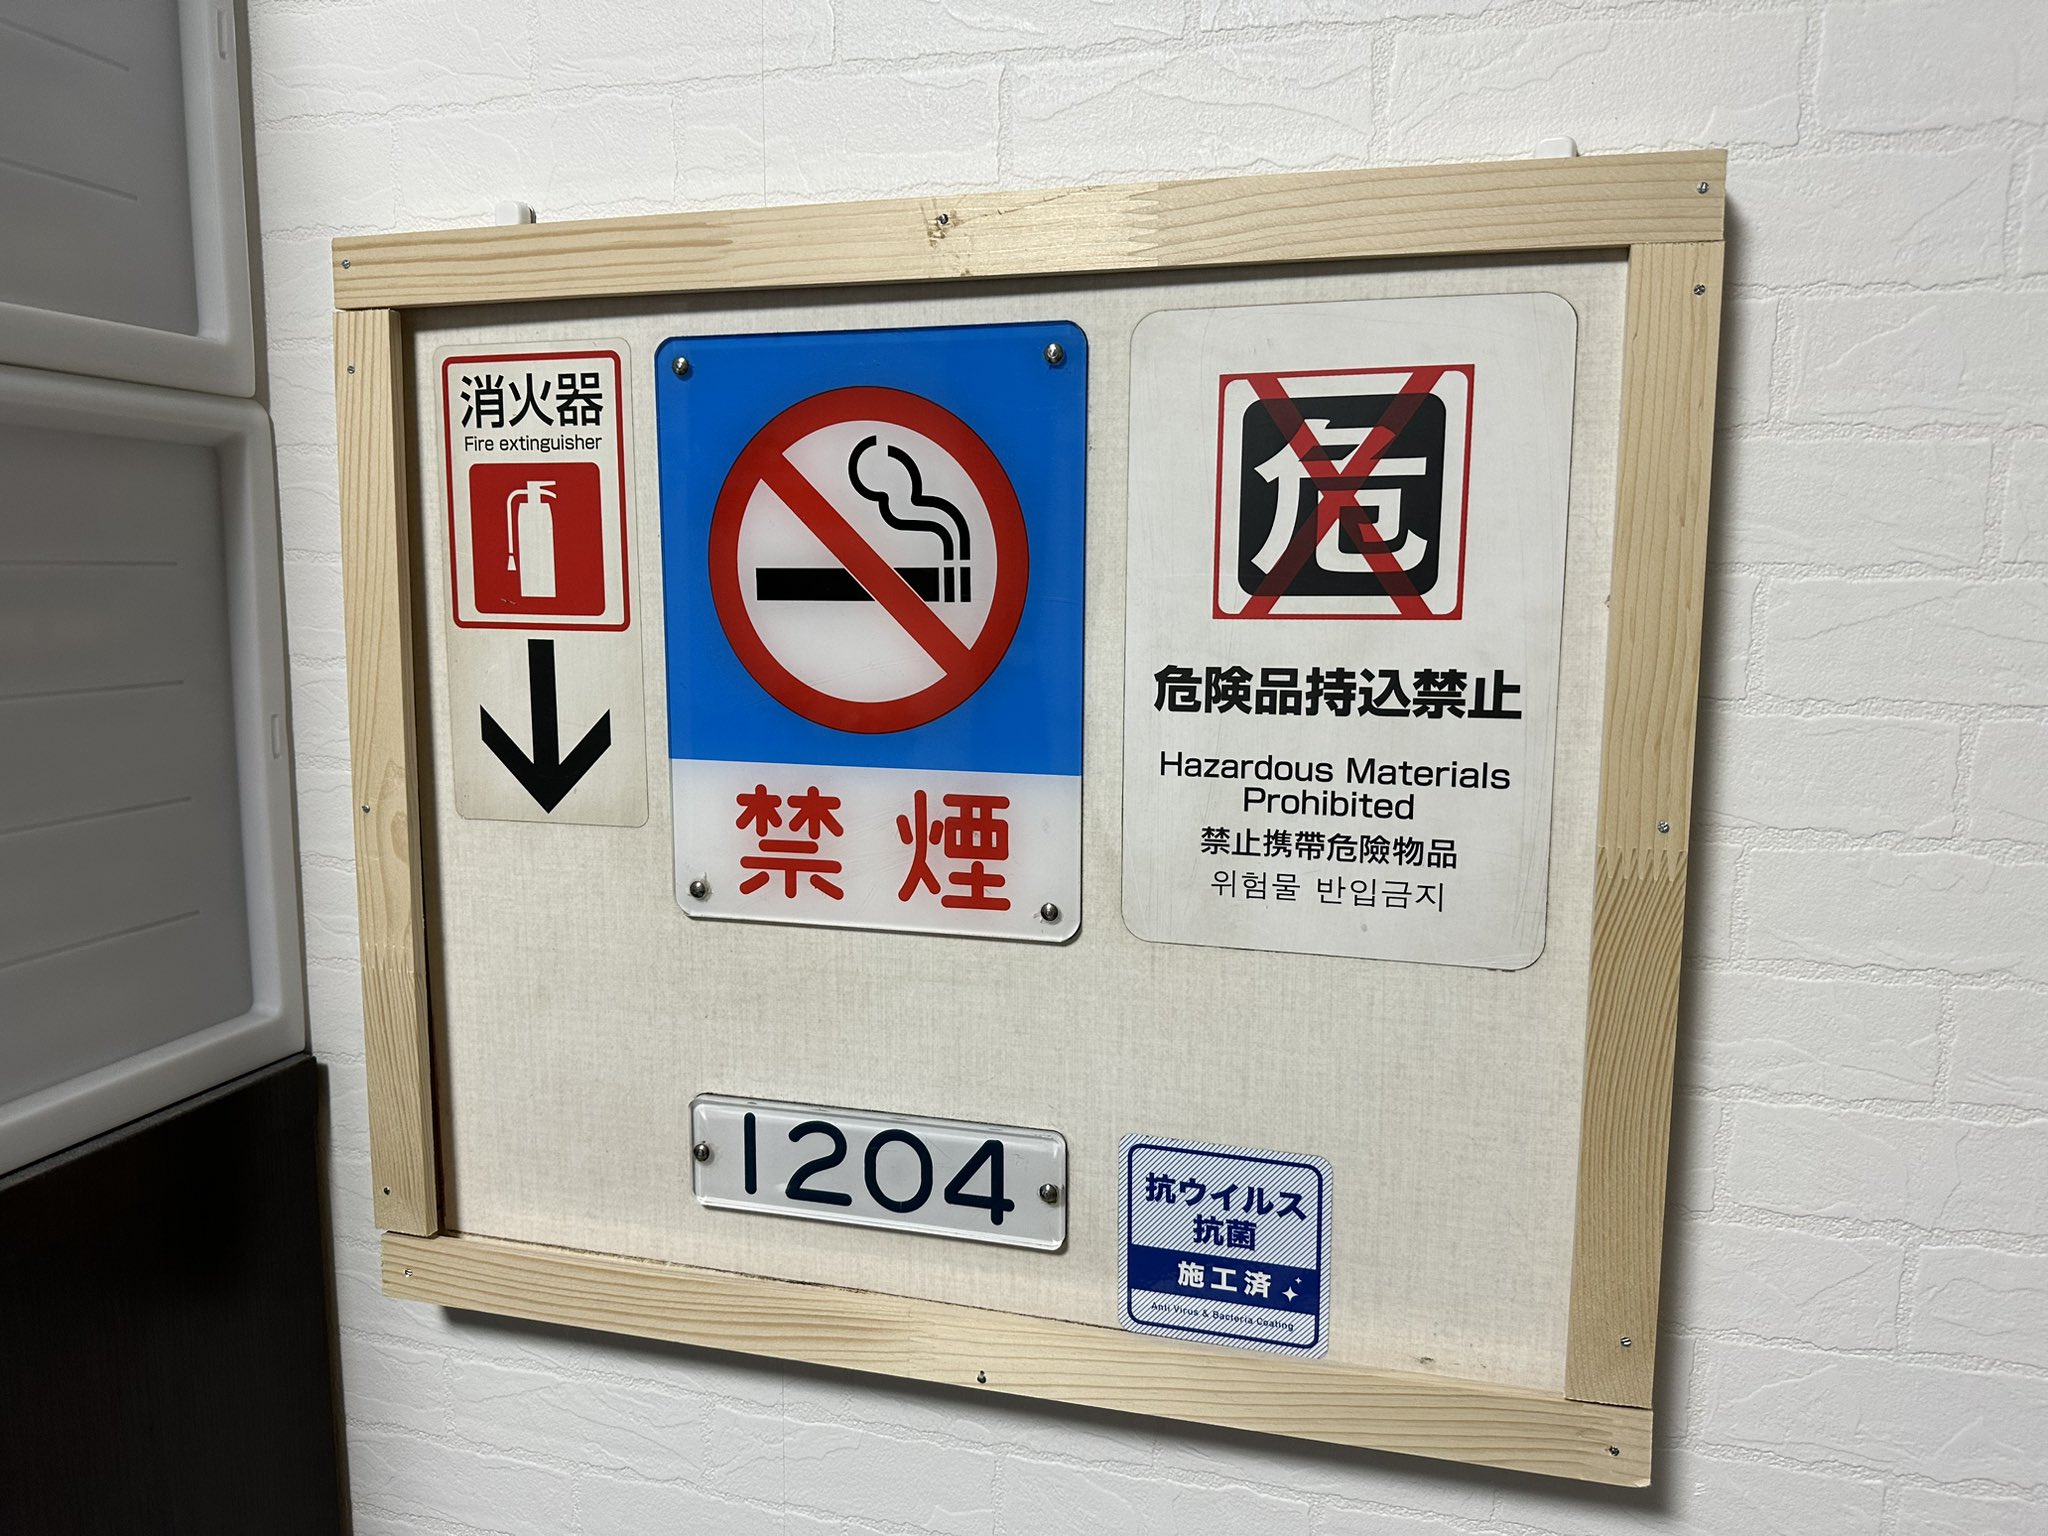 消火器
Fire extinguisher
禁煙
危
危険品持込禁止
Hazardous Materials
Prohibited
禁止携帶危險物品
위험물 반입금지
1204
抗ウイルス
抗菌
施工済
Anti Virus & Bacteria Coating